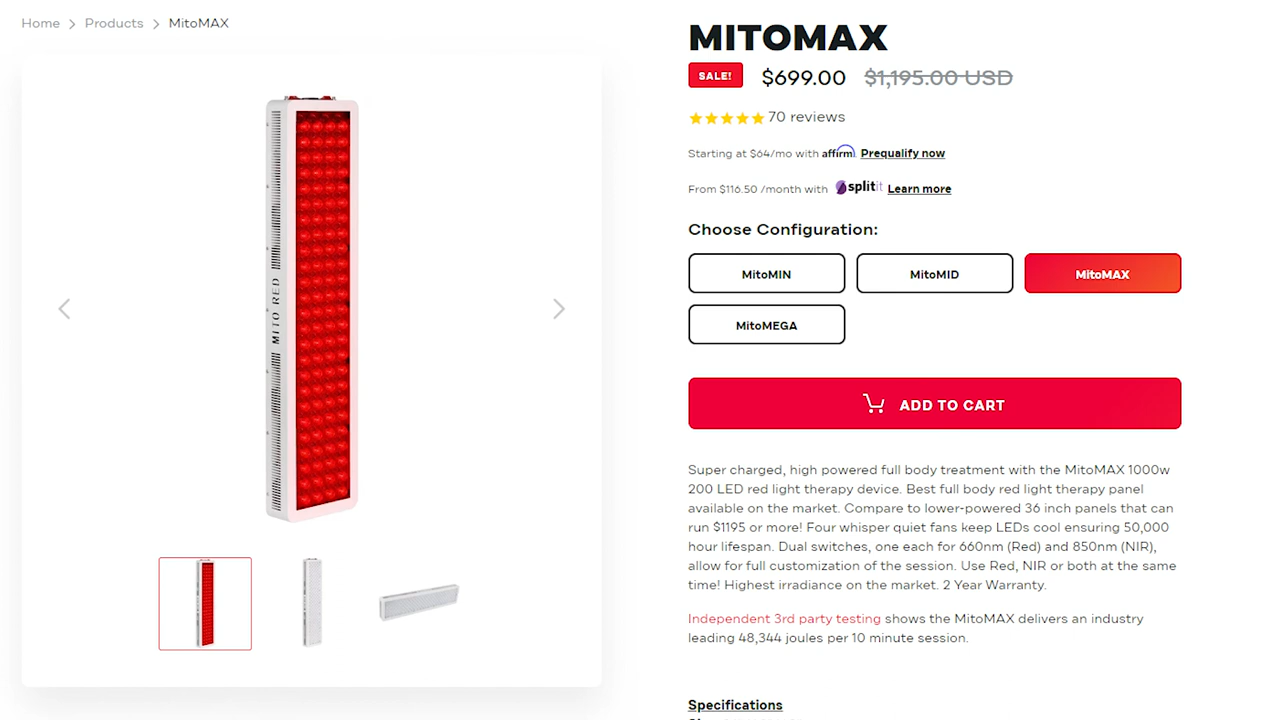 Home > Products > MitoMAX
MITO RED
MITOMAX
SALE! $699.00 $1,195.00 USD
70 reviews
Starting at $64/mo with affirm Prequalify now
From $116.50 /month with splitit Learn more
Choose Configuration:
MitoMIN MitoMID MitoMAX
MitoMEGA
ADD TO CART
Super charged, high powered full body treatment with the MitoMAX 1000w
200 LED red light therapy device. Best full body red light therapy panel
available on the market. Compare to lower-powered 36 inch panels that can
run $1195 or more! Four whisper quiet fans keep LEDs cool ensuring 50,000
hour lifespan. Dual switches, one each for 660nm (Red) and 850nm (NIR),
allow for full customization of the session. Use Red, NIR or both at the same
time! Highest irradiance on the market. 2 Year Warranty.
Independent 3rd party testing shows the MitoMAX delivers an industry
leading 48,344 joules per 10 minute session.
Specifications